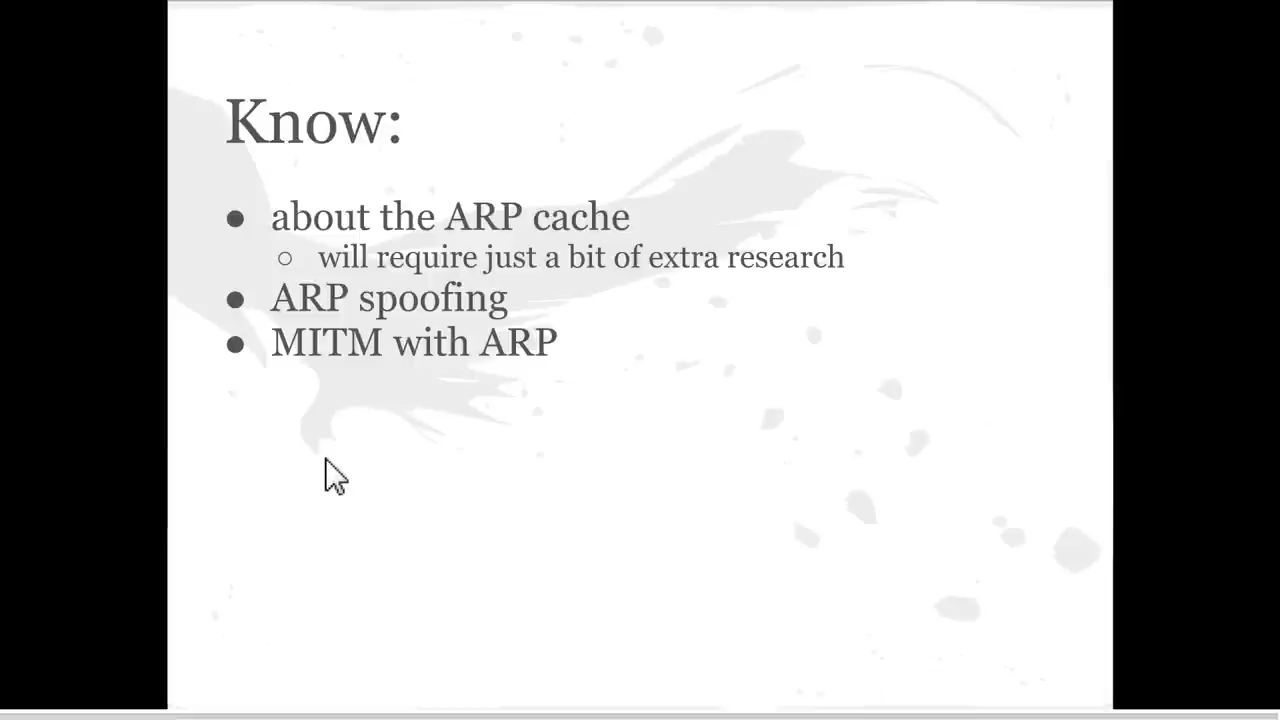 Know:
● about the ARP cache
○ will require just a bit of extra research
● ARP spoofing
● MITM with ARP